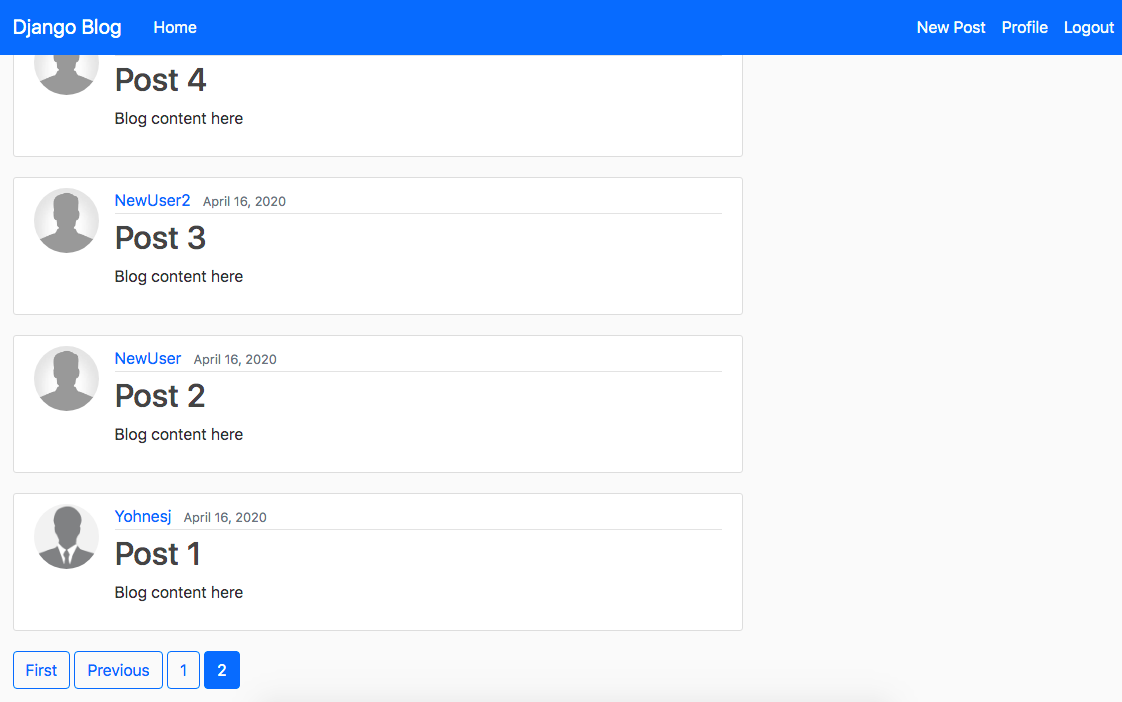 Django Blog Home New Post Profile Logout
Post 4
Blog content here
NewUser2 April 16, 2020
Post 3
Blog content here
NewUser April 16, 2020
Post 2
Blog content here
Yohnesj April 16, 2020
Post 1
Blog content here
First Previous 1 2